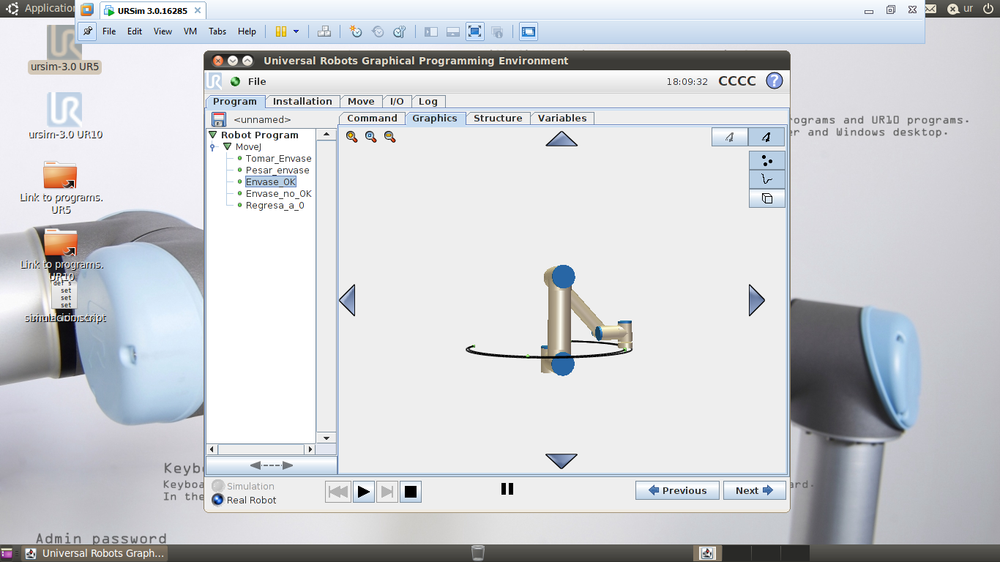 Applicatio
URSim 3.0.16285
ur
File Edit View VM Tabs Help
ursim-3.0 UR5
ursim-3.0 UR10
Link to programs.
UR5
Link to programs.
UR10
def s
set
set
set
Universal Robots Graphical Programming Environment
UR File 18:09:32 CCCC ?
Program Installation Move I/O Log
<unnamed>
Command Graphics Structure Variables
Robot Program
MoveJ
Tomar_Envase
Pesar_envase
Envase_OK
Envase_no_OK
Regresa_a_0
rograms and UR10 programs.
er and Windows desktop.
Simulation
Real Robot
Previous Next
Keyb
Keyboa
ard.
In the
Admin password
Universal Robots Graph...